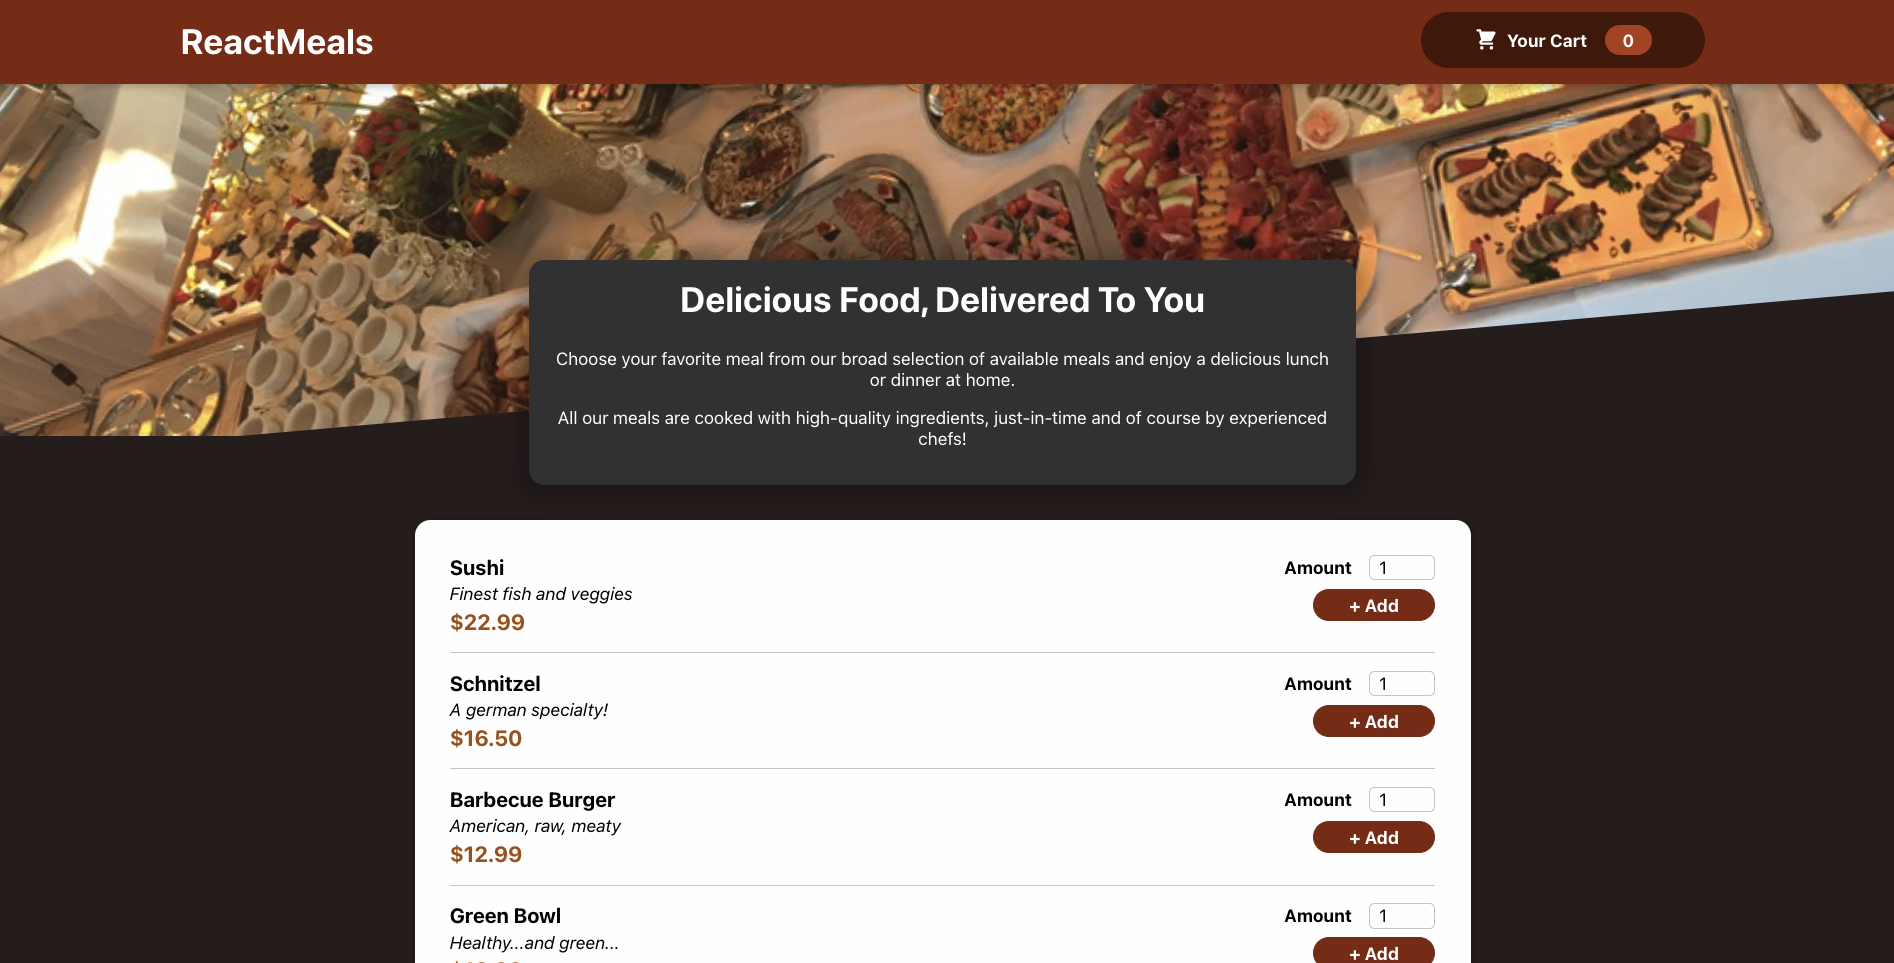 ReactMeals
Your Cart 0
Delicious Food, Delivered To You
Choose your favorite meal from our broad selection of available meals and enjoy a delicious lunch
or dinner at home.
All our meals are cooked with high-quality ingredients, just-in-time and of course by experienced
chefs!
Sushi
Finest fish and veggies
$22.99
Amount 1
+ Add
Schnitzel
A german specialty!
$16.50
Amount 1
+ Add
Barbecue Burger
American, raw, meaty
$12.99
Amount 1
+ Add
Green Bowl
Healthy...and green...
Amount 1
+ Add